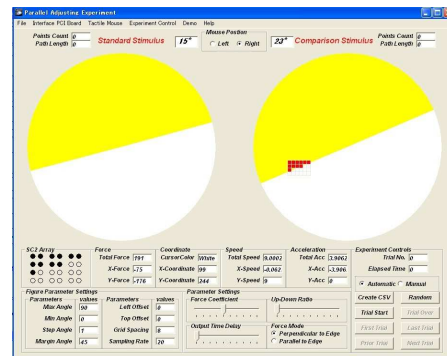 Parallel Adjusting Experiment
File Interface PCI Board Tactile Mouse Experiment Control Demo Help
Points Count 0
Path Length 0
Standard Stimulus
15°
Mouse Position
Left Right
23°
Comparison Stimulus
Points Count 0
Path Length 0
SC2 Array
Force
Total Force 191
X-Force -75
Y-Force -176
Coordinate
CursorColor White
X-Coordinate 99
Y-Coordinate 244
Speed
Total Speed 0.0002
X-Speed -0.062
Y-Speed 0
Acceleration
Total Acc 3.9062
X-Acc -3.906
Y-Acc 0
Experiment Controls
Trial No. 0
Elapsed Time 0
Automatic Manual
Create CSV Random
Trial Start Trial Over
First Trial Last Trial
Prior Trial Next Trial
Figure Parameter Settings
Parameters values Parameters values
Max Angle 90 Left Offset 0
Min Angle 0 Top Offset 0
Step Angle 1 Grid Spacing 8
Margin Angle 45 Sampling Rate 20
Parameter Settings
Force Coefficient
Up-Down Ratio
Output Time Delay
Force Mode
Perpendicular to Edge
Parallel to Edge